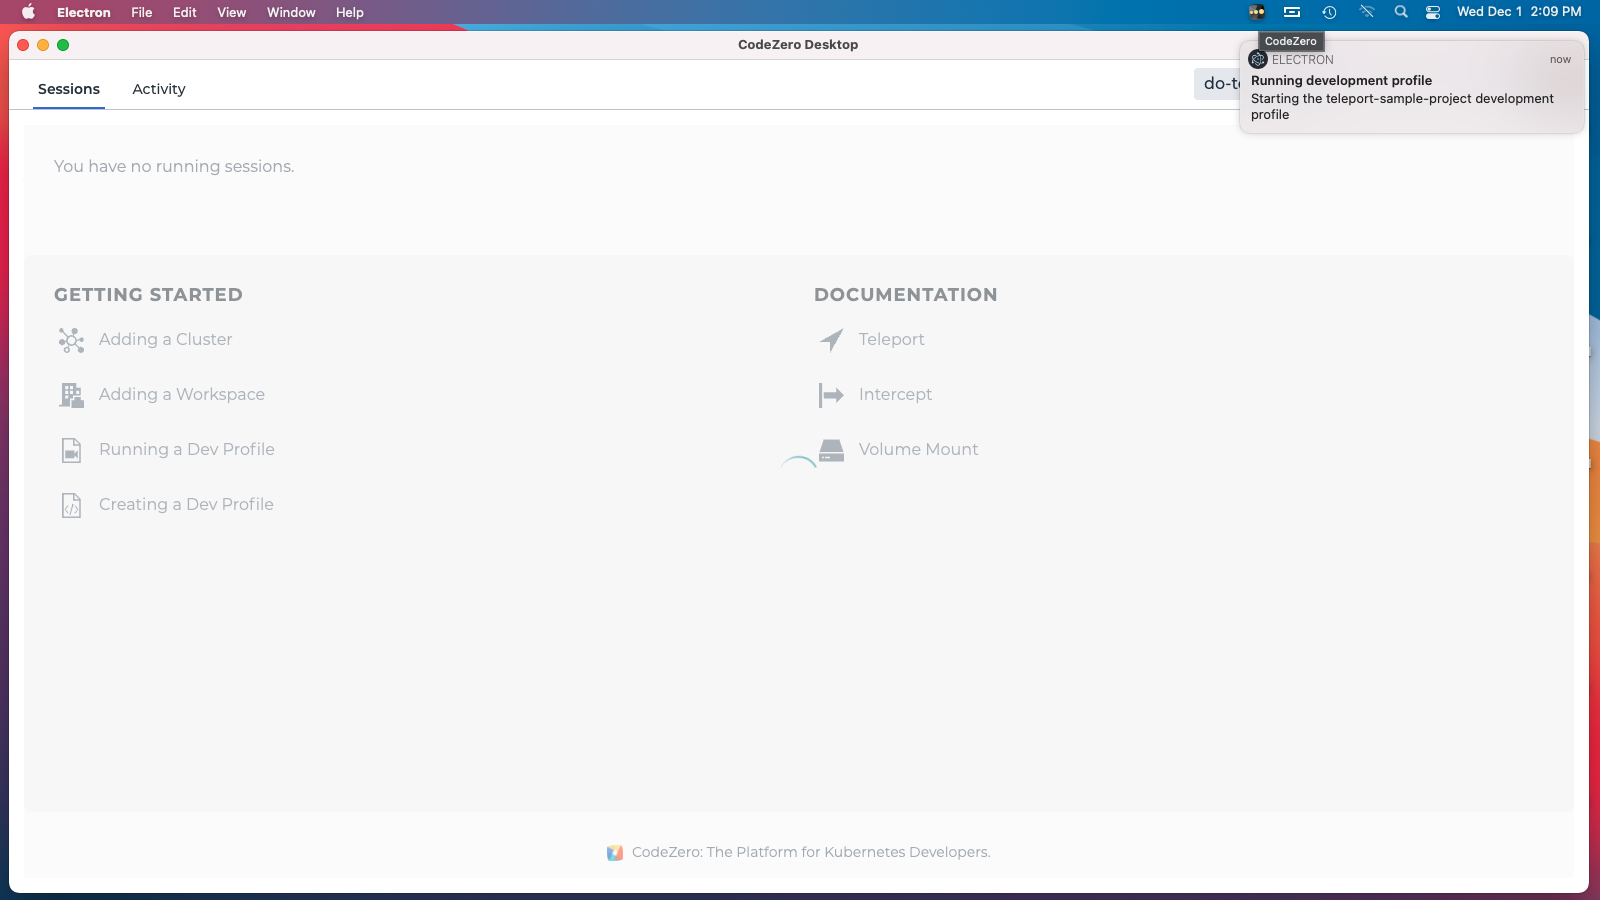 Electron File Edit View Window Help
Wed Dec 1 2:09 PM
CodeZero Desktop
CodeZero
ELECTRON
now
Running development profile
Starting the teleport-sample-project development
profile
Sessions Activity
You have no running sessions.
GETTING STARTED
Adding a Cluster
Adding a Workspace
Running a Dev Profile
Creating a Dev Profile
DOCUMENTATION
Teleport
Intercept
Volume Mount
CodeZero: The Platform for Kubernetes Developers.